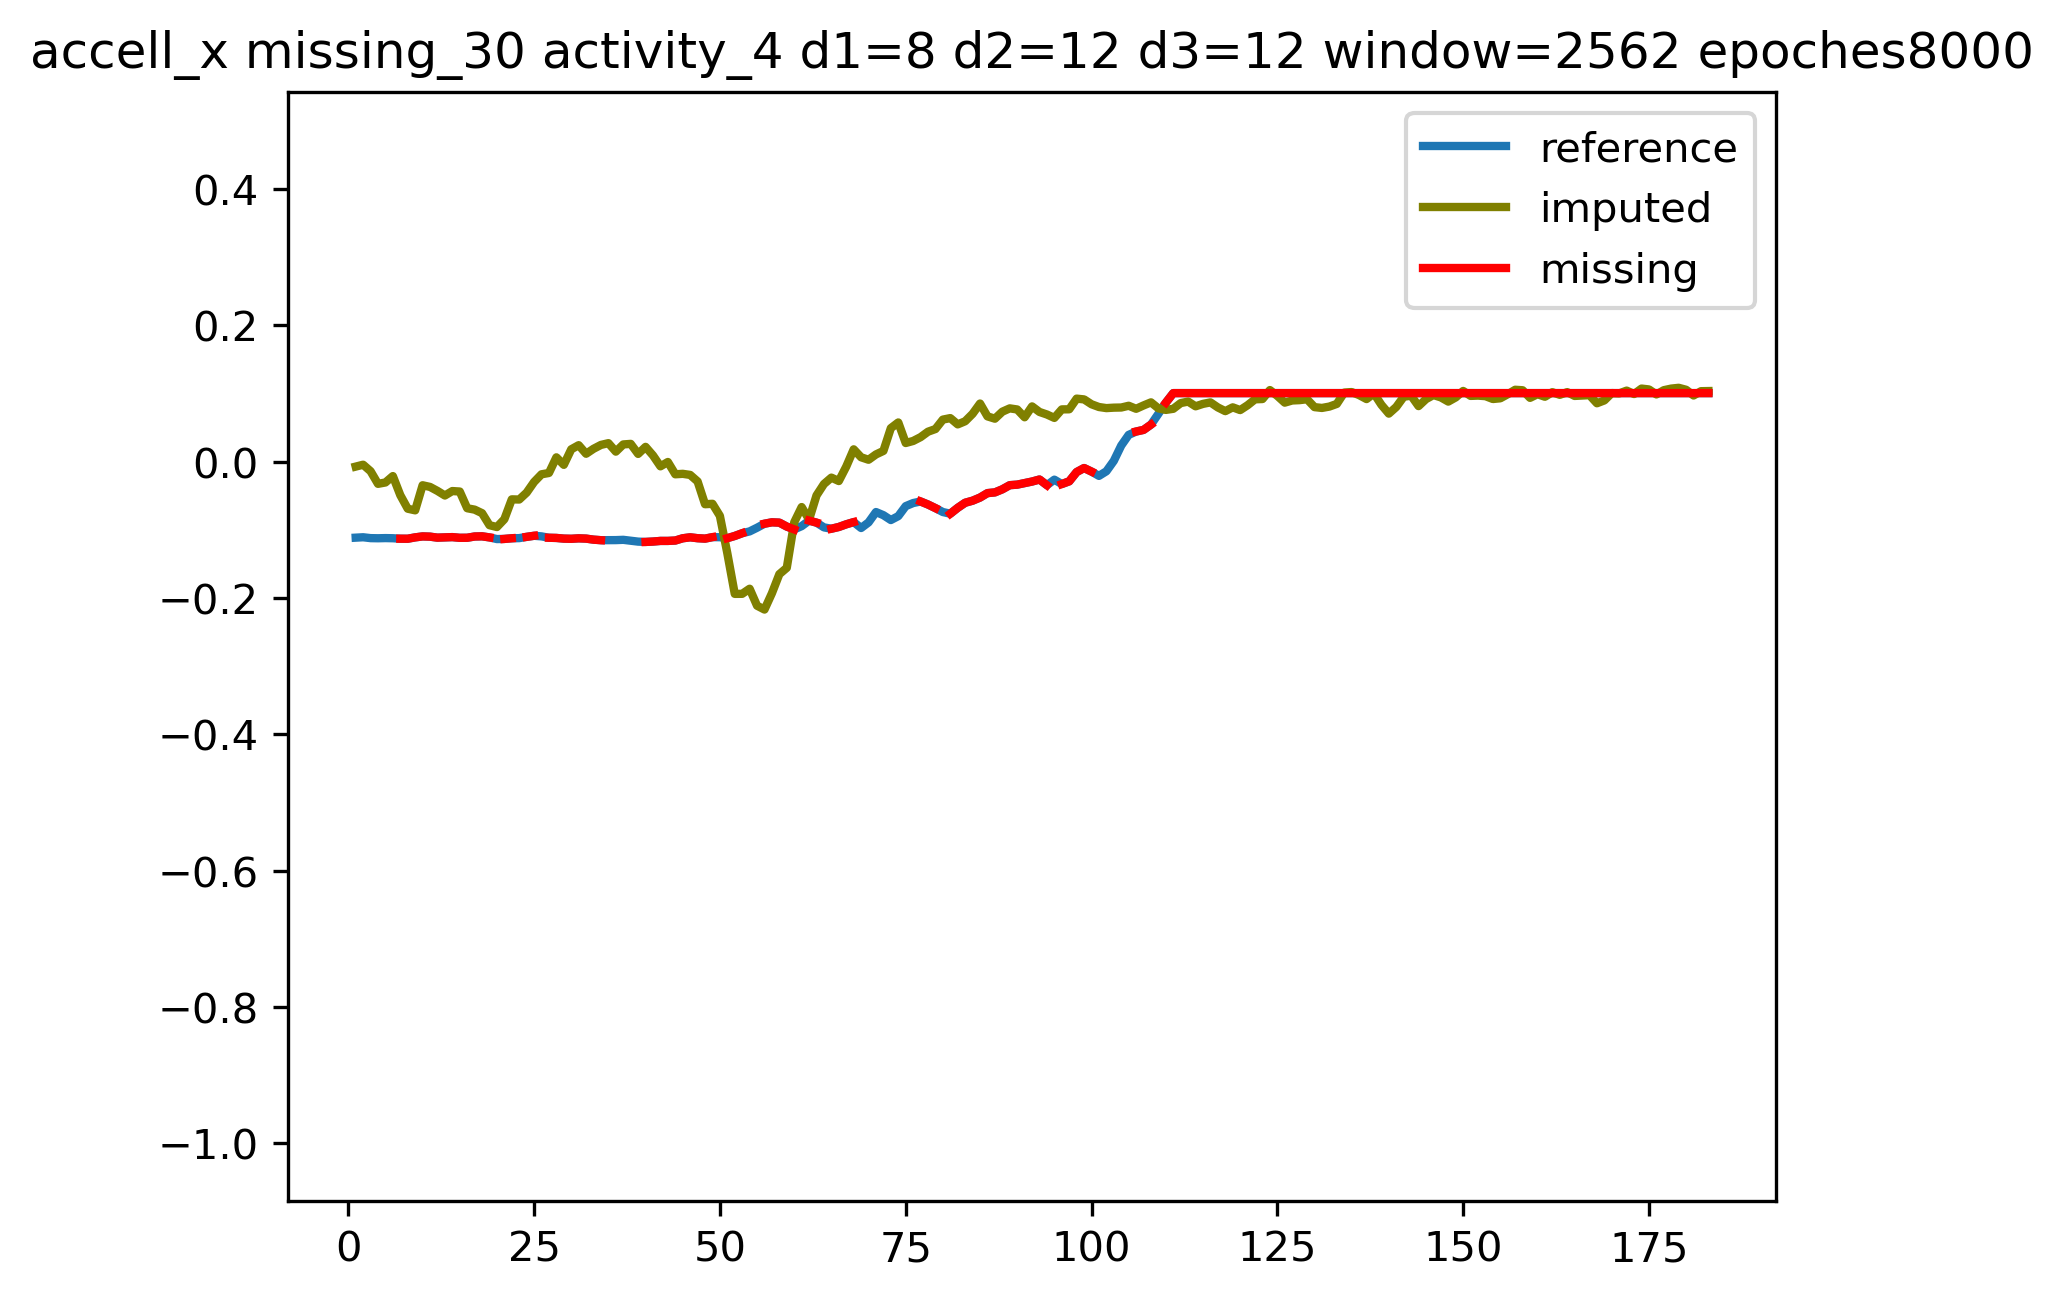 accell_x missing_30 activity_4 d1=8 d2=12 d3=12 window=2562 epoches8000
reference
imputed
missing
0.4
0.2
0.0
−0.2
−0.4
−0.6
−0.8
−1.0
0 25 50 75 100 125 150 175